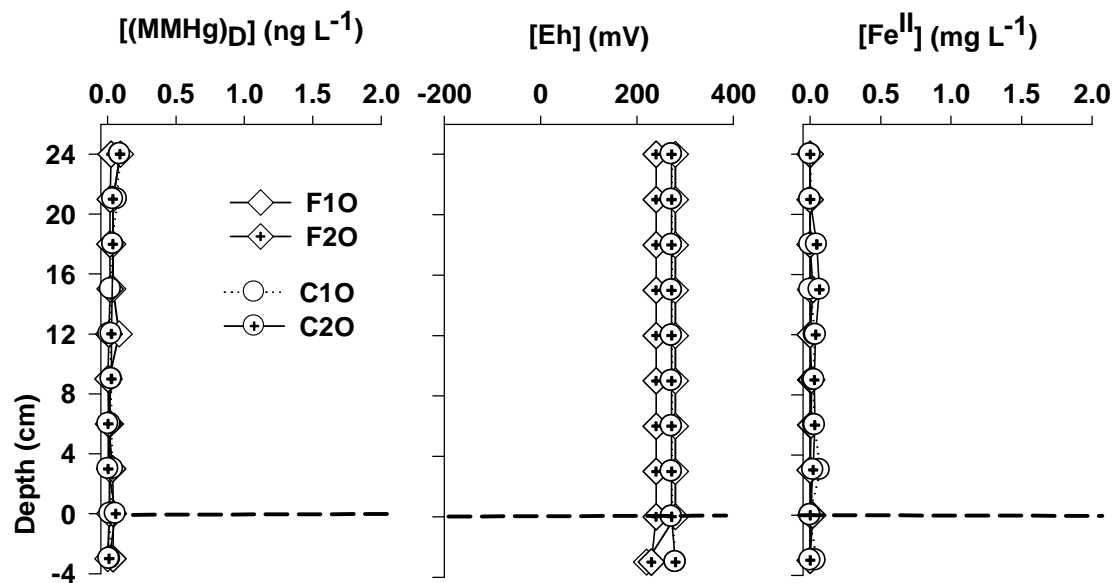 [(MMHg)D] (ng L-1) [Eh] (mV) [FeII] (mg L-1)
0.0 0.5 1.0 1.5 2.0 -200 0 200 400 0.0 0.5 1.0 1.5 2.0
24
20
16
12
8
4
0
-4
Depth (cm)
F1O
F2O
C1O
C2O